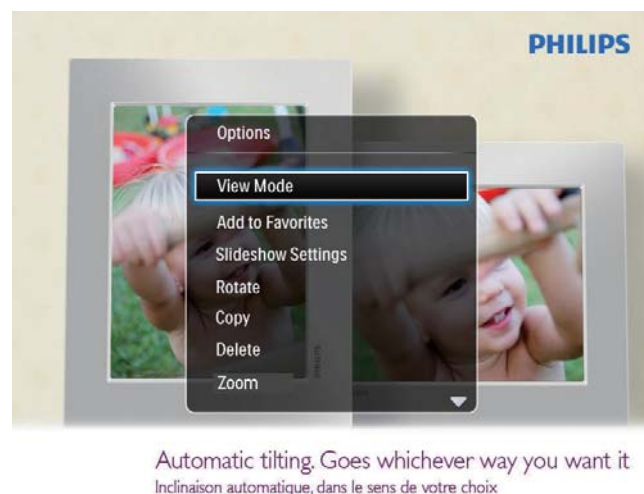 PHILIPS
Options
View Mode
Add to Favorites
Slideshow Settings
Rotate
Copy
Delete
Zoom
Automatic tilting. Goes whichever way you want it
Inclinaison automatique, dans le sens de votre choix